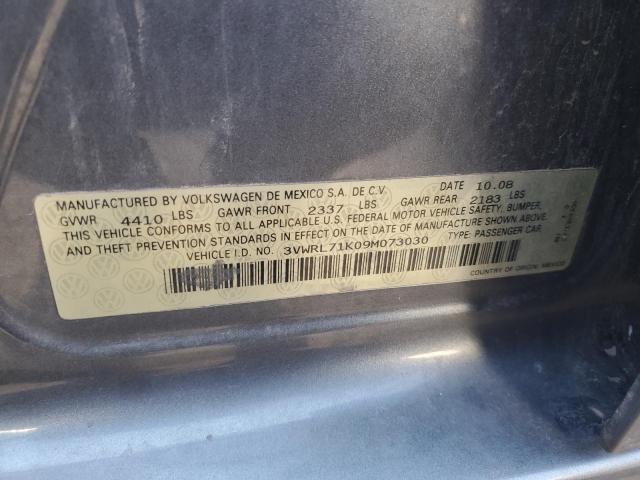 MANUFACTURED BY VOLKSWAGEN DE MEXICO S.A. DE C.V. DATE 10.08
GVWR 4410 LBS GAWR FRONT 2337 LBS GAWR REAR 2183 LBS
THIS VEHICLE CONFORMS TO ALL APPLICABLE U.S. FEDERAL MOTOR VEHICLE SAFETY, BUMPER,
AND THEFT PREVENTION STANDARDS IN EFFECT ON THE DATE OF MANUFACTURE SHOWN ABOVE.
VEHICLE I.D. NO. 3VWRL71K09M073030 TYPE: PASSENGER CAR
COUNTRY OF ORIGIN: MEXICO